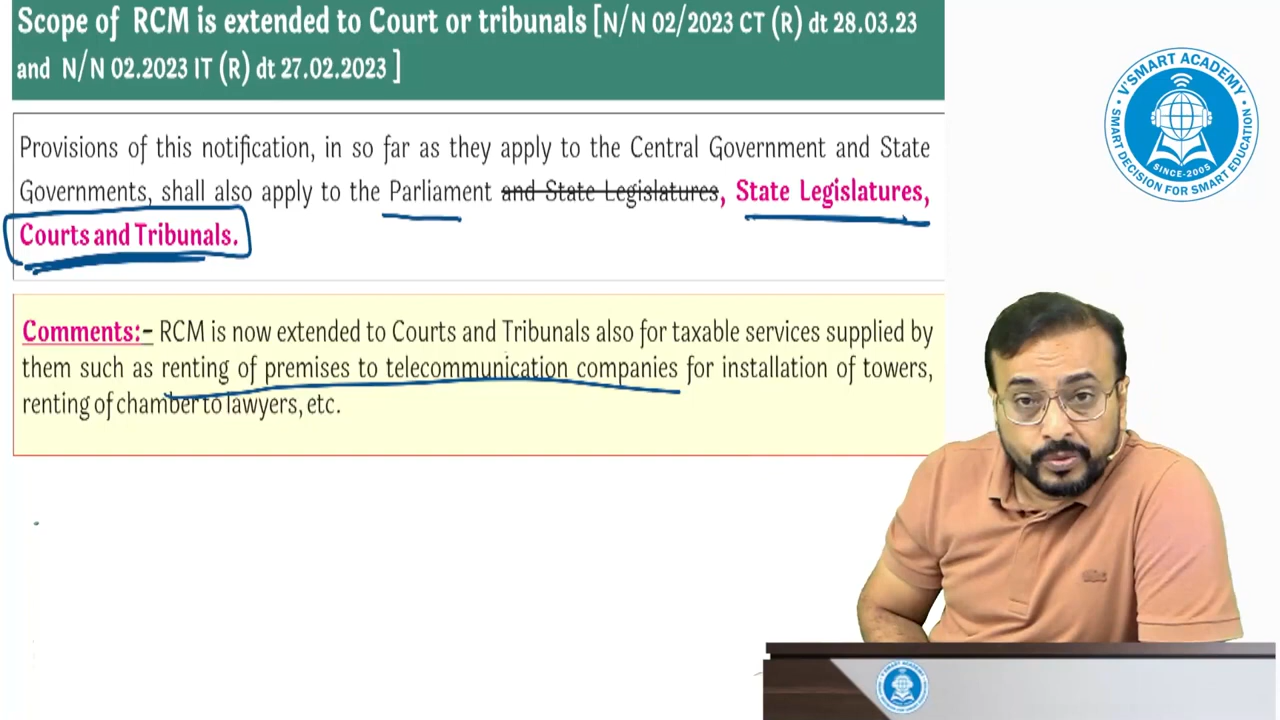 Scope of RCM is extended to Court or tribunals [N/N 02/2023 CT (R) dt 28.03.23
and N/N 02.2023 IT (R) dt 27.02.2023 ]
Provisions of this notification, in so far as they apply to the Central Government and State
Governments, shall also apply to the Parliament and State Legislatures, State Legislatures,
Courts and Tribunals.
Comments:- RCM is now extended to Courts and Tribunals also for taxable services supplied by
them such as renting of premises to telecommunication companies for installation of towers,
renting of chamber to lawyers, etc.
V'SMART ACADEMY
SINCE-2005
SMART DECISION FOR SMART EDUCATION